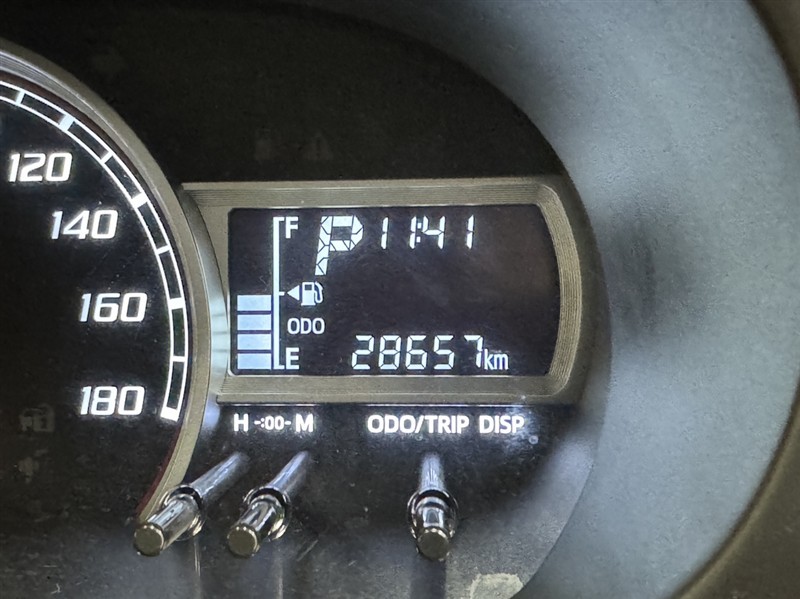 120
140
160
180
F
P 11:41
ODO
E
28657km
H -:00- M
ODO/TRIP DISP